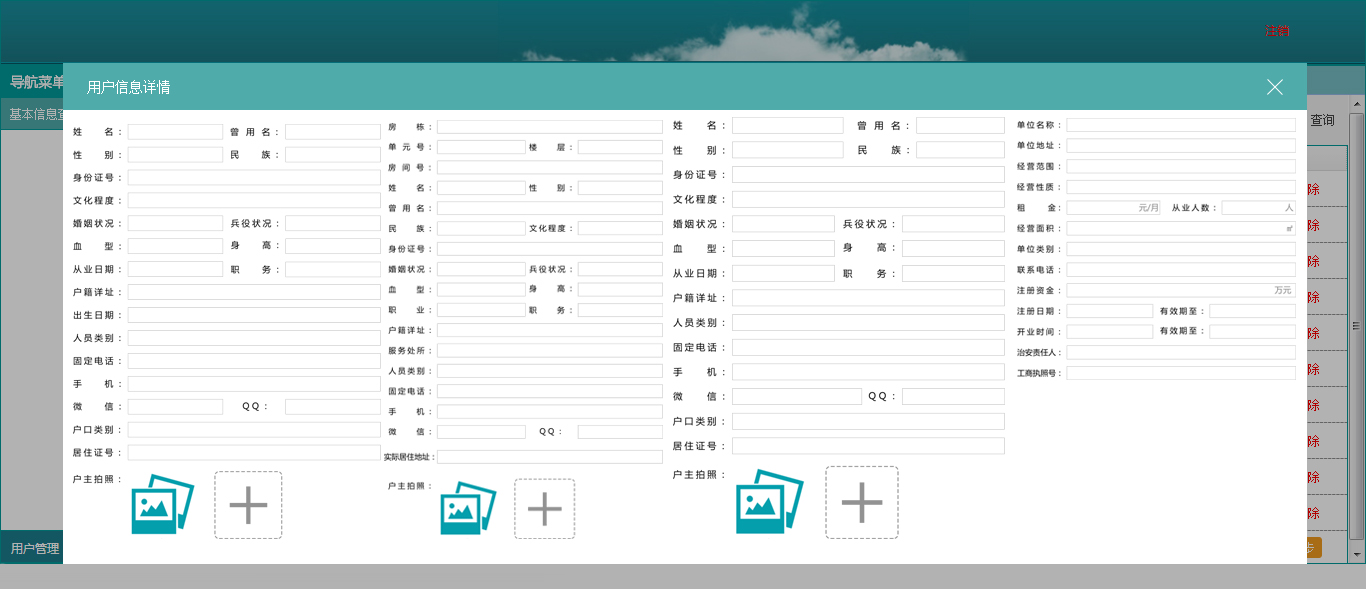 注销
导航菜单
用户信息详情
基本信息查
查询
姓 名：
曾 用 名：
性 别：
民 族：
身份证号：
文化程度：
婚姻状况：
兵役状况：
血 型：
身 高：
从业日期：
职 务：
户籍详址：
出生日期：
人员类别：
固定电话：
手 机：
微 信：
QQ：
户口类别：
居住证号：
户主拍照：
房 栋：
单 元 号：
楼 层：
房 间 号：
姓 名：
性 别：
曾 用 名：
民 族：
文化程度：
身份证号：
婚姻状况：
兵役状况：
血 型：
身 高：
职 业：
职 务：
户籍详址：
服务处所：
人员类别：
固定电话：
手 机：
微 信：
QQ：
实际居住地址：
户主拍照：
姓 名：
曾 用 名：
性 别：
民 族：
身份证号：
文化程度：
婚姻状况：
兵役状况：
血 型：
身 高：
从业日期：
职 务：
户籍详址：
人员类别：
固定电话：
手 机：
微 信：
QQ：
户口类别：
居住证号：
户主拍照：
单位名称：
单位地址：
经营范围：
经营性质：
租 金：
元/月
从业人数：
人
经营面积：
㎡
单位类别：
联系电话：
注册资金：
万元
注册日期：
有效期至：
开业时间：
有效期至：
治安责任人：
工商执照号：
除
除
除
除
除
除
除
除
除
除
步
用户管理